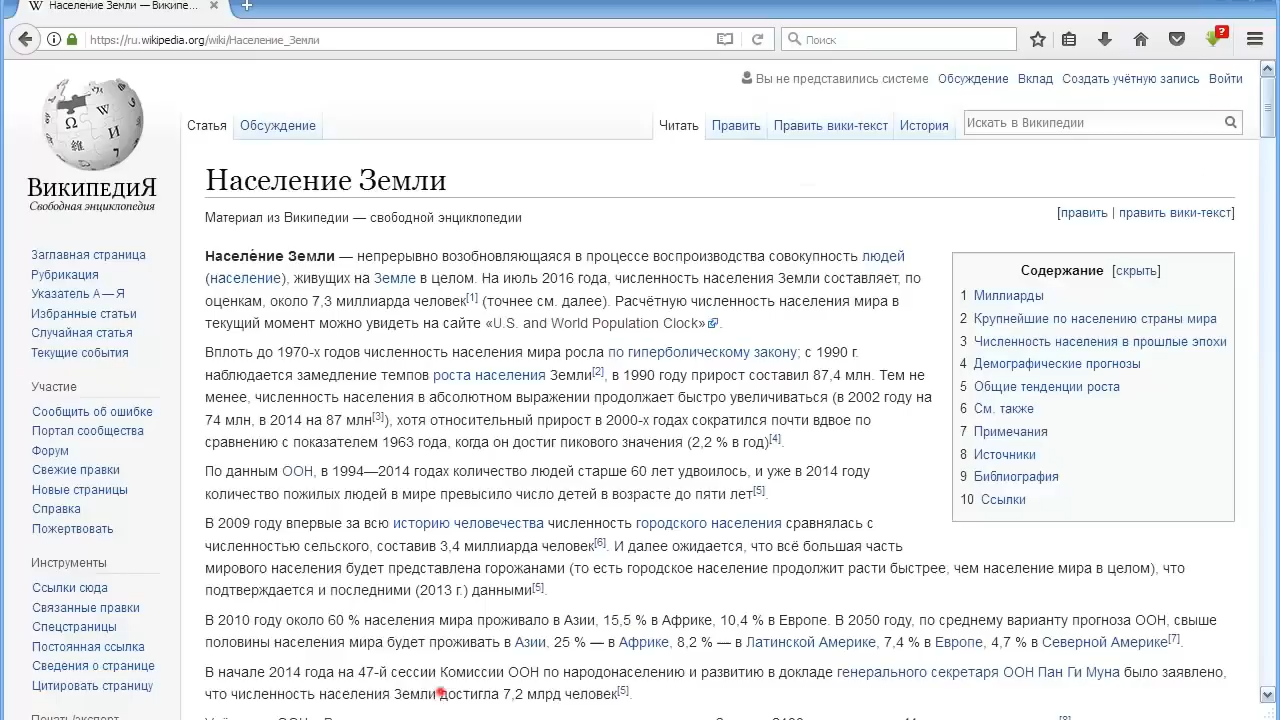 Население Земли — Википе...
https://ru.wikipedia.org/wiki/Население_Земли
Поиск
Вы не представились системе Обсуждение Вклад Создать учётную запись Войти
Статья Обсуждение Читать Править Править вики-текст История Искать в Википедии
ВикипедиЯ
Свободная энциклопедия
Заглавная страница
Рубрикация
Указатель А — Я
Избранные статьи
Случайная статья
Текущие события
Участие
Сообщить об ошибке
Портал сообщества
Форум
Свежие правки
Новые страницы
Справка
Пожертвовать
Инструменты
Ссылки сюда
Связанные правки
Спецстраницы
Постоянная ссылка
Сведения о странице
Цитировать страницу
Печать/экспорт
Население Земли
Материал из Википедии — свободной энциклопедии
[править | править вики-текст]
Населе́ние Земли — непрерывно возобновляющаяся в процессе воспроизводства совокупность людей
(население), живущих на Земле в целом. На июль 2016 года, численность населения Земли составляет, по
оценкам, около 7,3 миллиарда человек[1] (точнее см. далее). Расчётную численность населения мира в
текущий момент можно увидеть на сайте «U.S. and World Population Clock».
Вплоть до 1970-х годов численность населения мира росла по гиперболическому закону; с 1990 г.
наблюдается замедление темпов роста населения Земли[2], в 1990 году прирост составил 87,4 млн. Тем не
менее, численность населения в абсолютном выражении продолжает быстро увеличиваться (в 2002 году на
74 млн, в 2014 на 87 млн[3]), хотя относительный прирост в 2000-х годах сократился почти вдвое по
сравнению с показателем 1963 года, когда он достиг пикового значения (2,2 % в год)[4].
По данным ООН, в 1994—2014 годах количество людей старше 60 лет удвоилось, и уже в 2014 году
количество пожилых людей в мире превысило число детей в возрасте до пяти лет[5].
В 2009 году впервые за всю историю человечества численность городского населения сравнялась с
численностью сельского, составив 3,4 миллиарда человек[6]. И далее ожидается, что всё большая часть
мирового населения будет представлена горожанами (то есть городское население продолжит расти быстрее, чем население мира в целом), что
подтверждается и последними (2013 г.) данными[5].
В 2010 году около 60 % населения мира проживало в Азии, 15,5 % в Африке, 10,4 % в Европе. В 2050 году, по среднему варианту прогноза ООН, свыше
половины населения мира будет проживать в Азии, 25 % — в Африке, 8,2 % — в Латинской Америке, 7,4 % в Европе, 4,7 % в Северной Америке[7].
В начале 2014 года на 47-й сессии Комиссии ООН по народонаселению и развитию в докладе генерального секретаря ООН Пан Ги Муна было заявлено,
что численность населения Земли достигла 7,2 млрд человек[5].
Содержание [скрыть]
1 Миллиарды
2 Крупнейшие по населению страны мира
3 Численность населения в прошлые эпохи
4 Демографические прогнозы
5 Общие тенденции роста
6 См. также
7 Примечания
8 Источники
9 Библиография
10 Ссылки